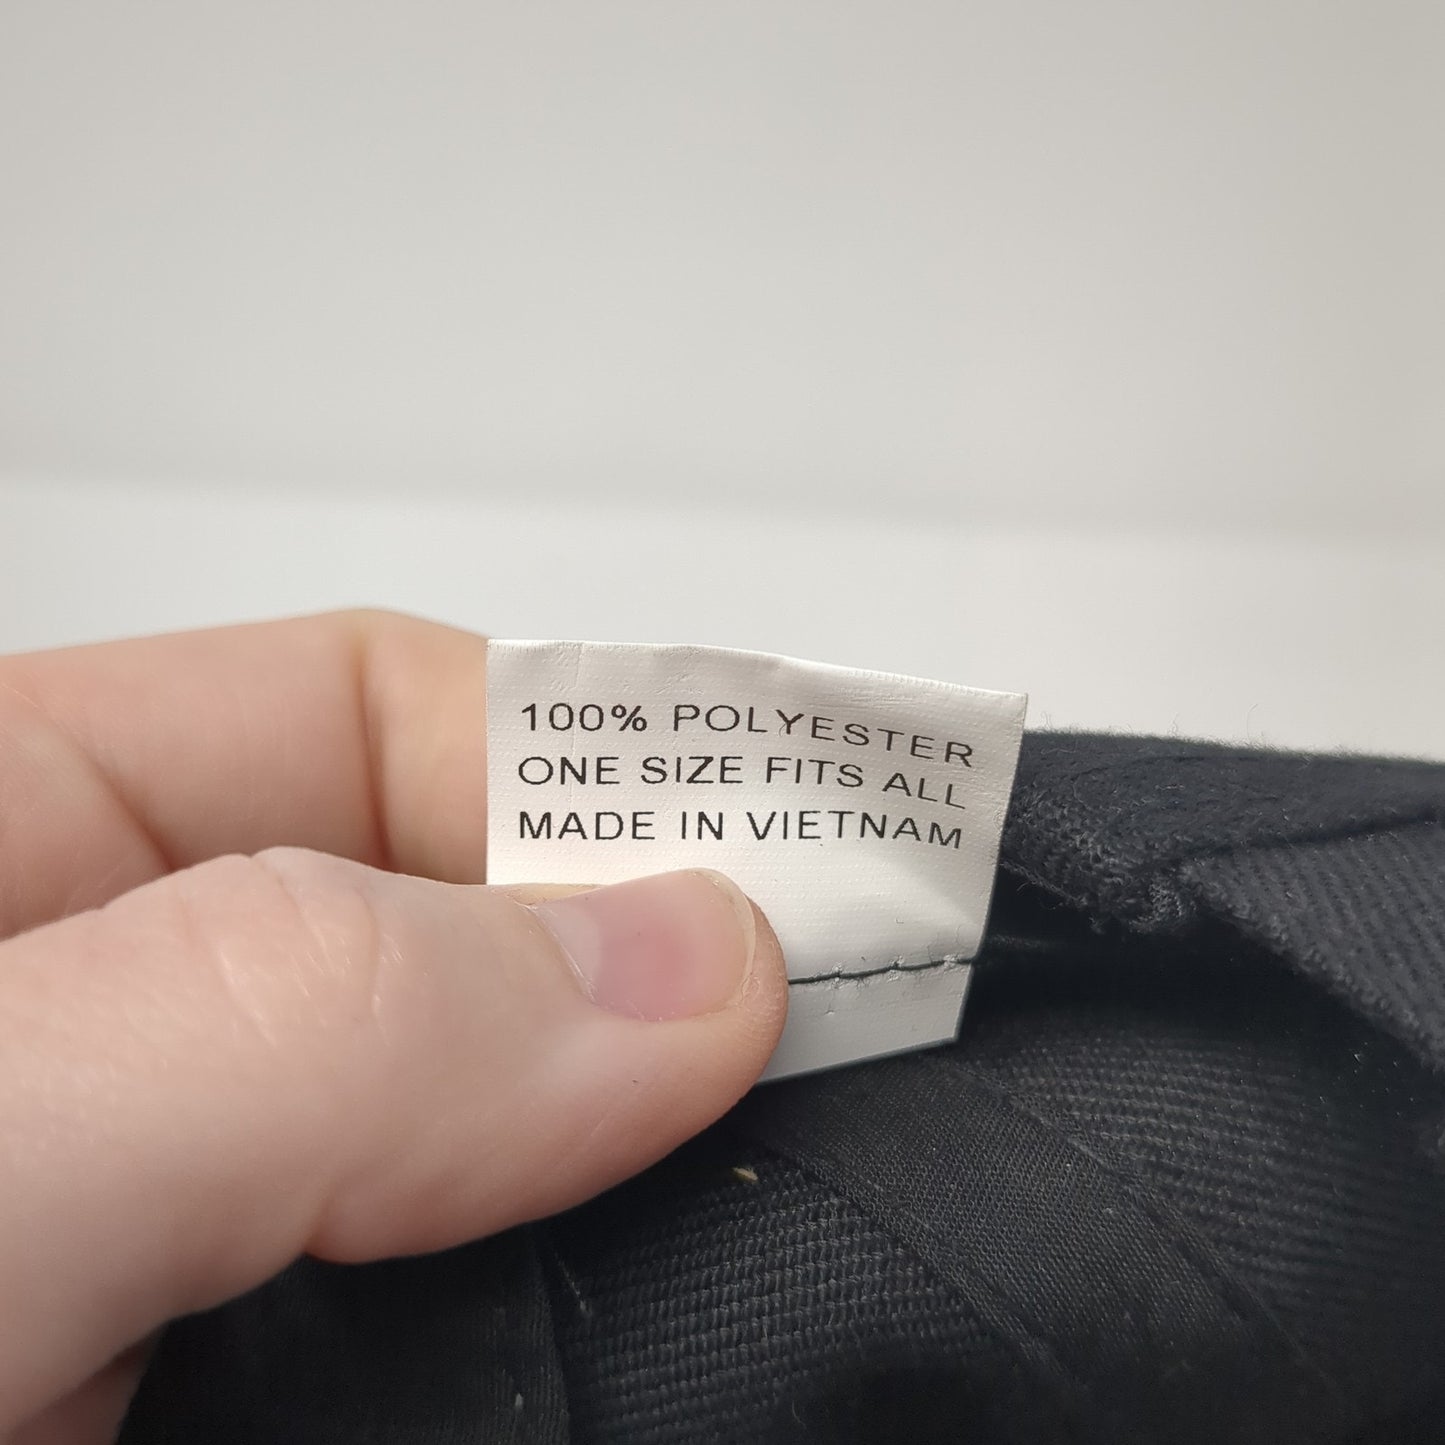 100% POLYESTER
ONE SIZE FITS ALL
MADE IN VIETNAM